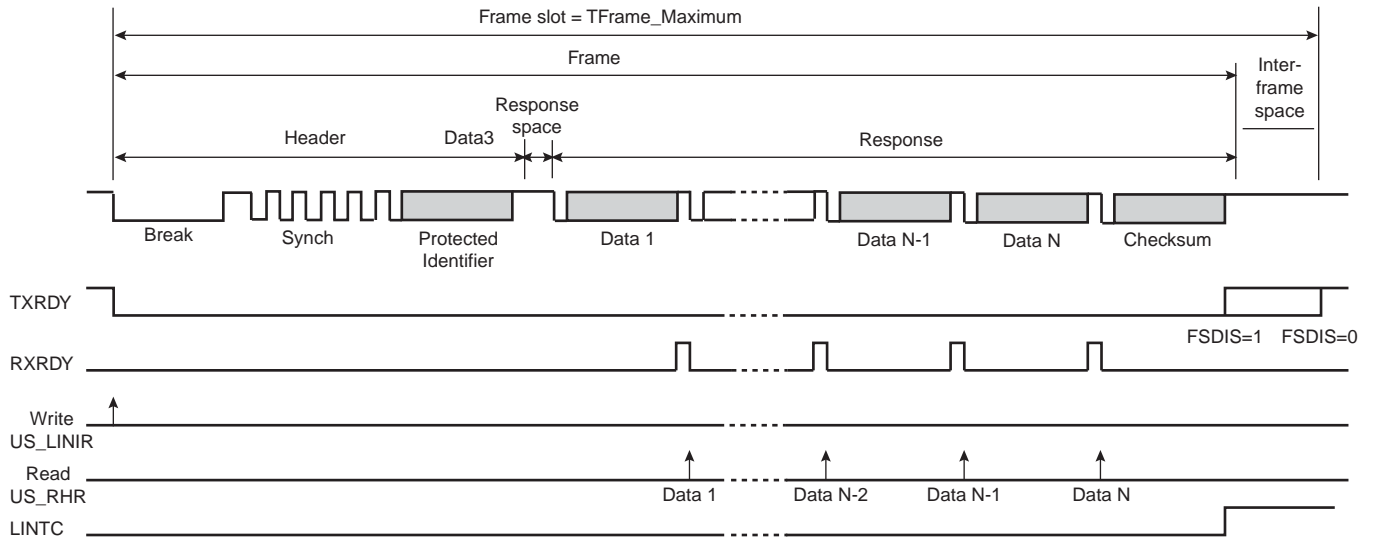 Frame slot = TFrame_Maximum
Frame
Inter-
frame
space
Response
space
Header
Data3
Response
Break
Synch
Protected
Identifier
Data 1
Data N-1
Data N
Checksum
TXRDY
FSDIS=1
FSDIS=0
RXRDY
Write
US_LINIR
Read
US_RHR
Data 1
Data N-2
Data N-1
Data N
LINTC